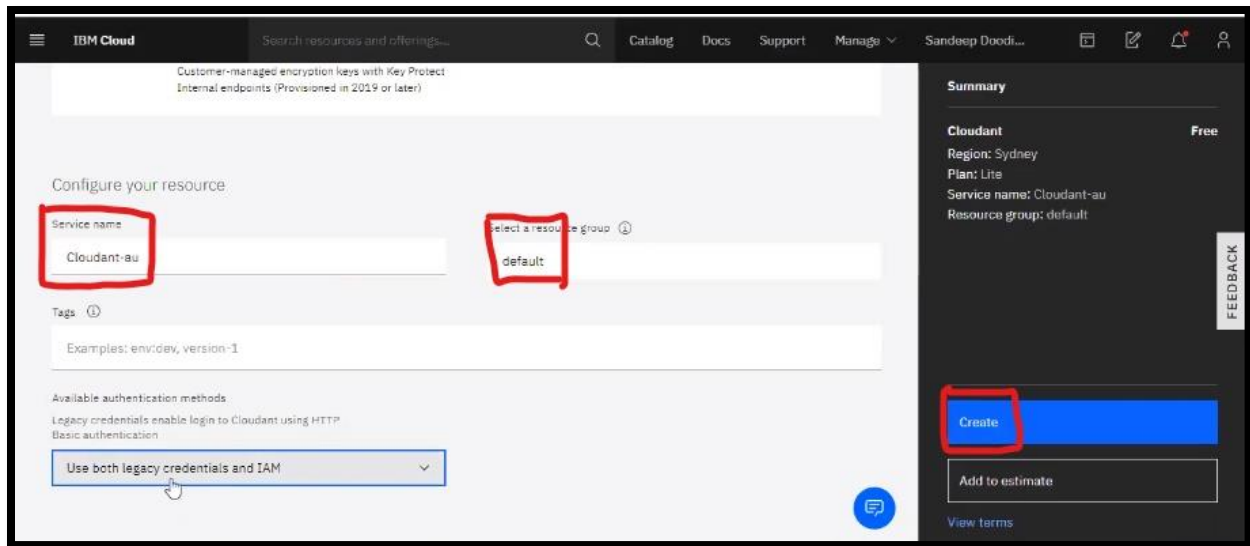 IBM Cloud
Search resources and offerings...
Catalog
Docs
Support
Manage
Sandeep Doodi...
Customer-managed encryption keys with Key Protect
Internal endpoints (Provisioned in 2019 or later)
Configure your resource
Service name
Cloudant-au
Select a resource group
default
Tags
Examples: env:dev, version-1
Available authentication methods
Legacy credentials enable login to Cloudant using HTTP
Basic authentication
Use both legacy credentials and IAM
Summary
Cloudant Free
Region: Sydney
Plan: Lite
Service name: Cloudant-au
Resource group: default
FEEDBACK
Create
Add to estimate
View terms